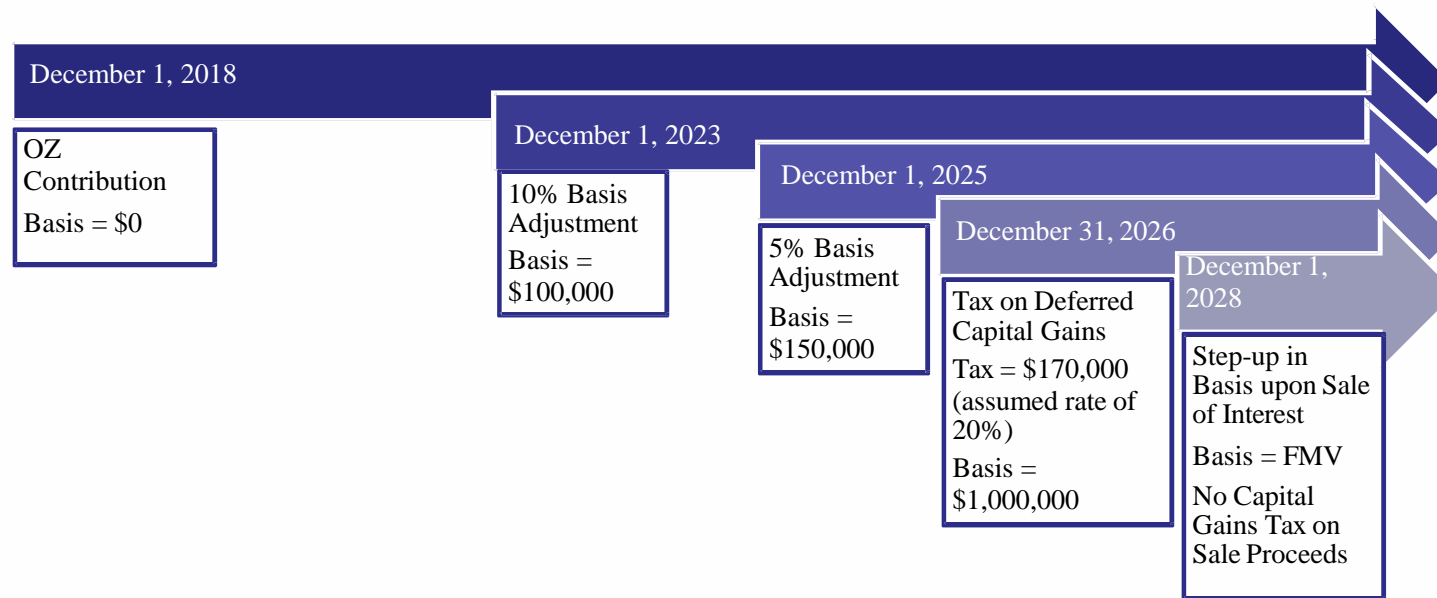 December 1, 2018
OZ
Contribution
Basis = $0
December 1, 2023
10% Basis
Adjustment
Basis =
$100,000
December 1, 2025
5% Basis
Adjustment
Basis =
$150,000
December 31, 2026
Tax on Deferred
Capital Gains
Tax = $170,000
(assumed rate of
20%)
Basis =
$1,000,000
December 1,
2028
Step-up in
Basis upon Sale
of Interest
Basis = FMV
No Capital
Gains Tax on
Sale Proceeds